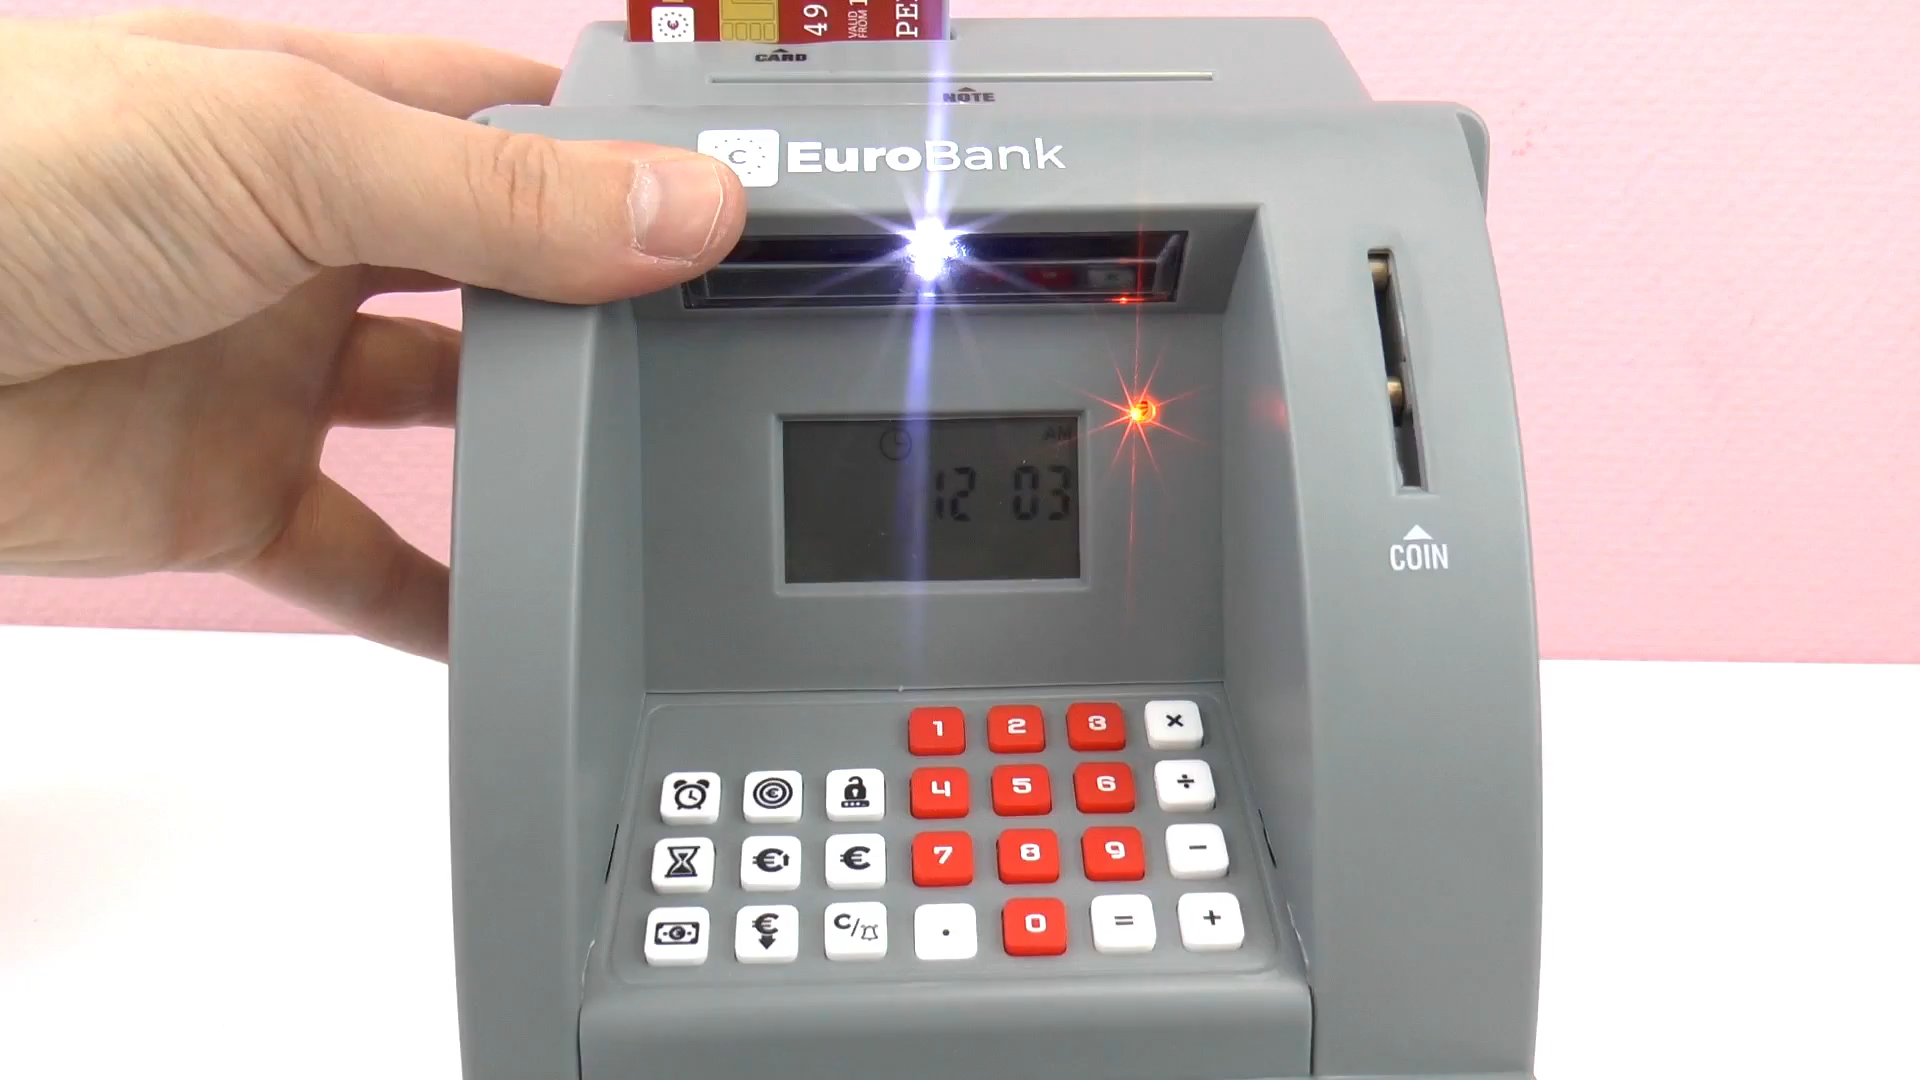 49
VALID
FROM
PE
CARD
NOTE
EuroBank
AM
12 03
COIN
1 2 3 ×
4 5 6 ÷
7 8 9 −
€ € C/ . 0 = +